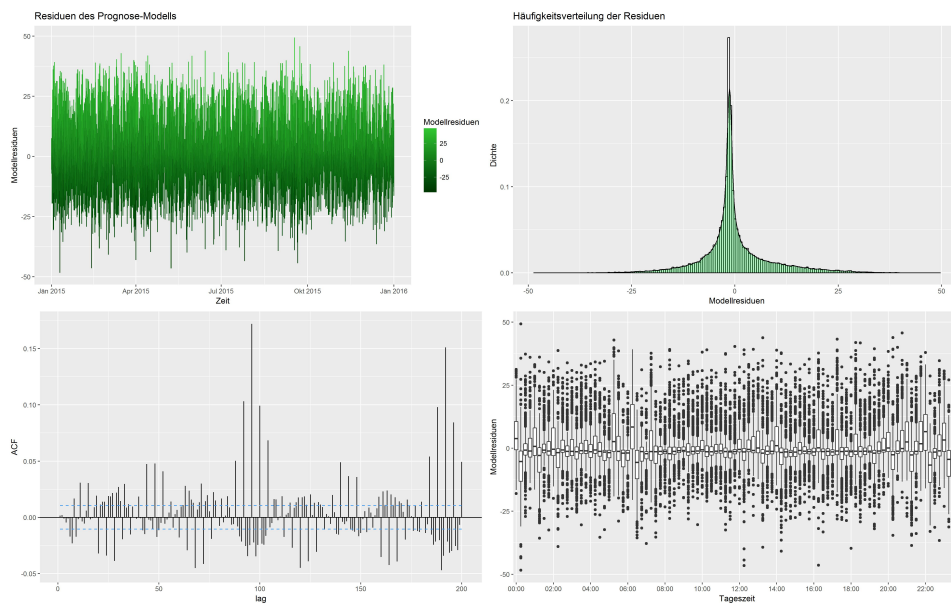 Residuen des Prognose-Modells
50
25
0
-25
-50
Modellresiduen
Jän 2015
Apr 2015
Jul 2015
Okt 2015
Jän 2016
Zeit
Modellresiduen
25
0
-25
Häufigkeitsverteilung der Residuen
0.2
0.1
0.0
Dichte
-50
-25
0
25
50
Modellresiduen
0.15
0.10
0.05
0.00
-0.05
ACF
0
50
100
150
200
lag
50
25
0
-25
-50
Modellresiduen
00:00
02:00
04:00
06:00
08:00
10:00
12:00
14:00
16:00
18:00
20:00
22:00
Tageszeit